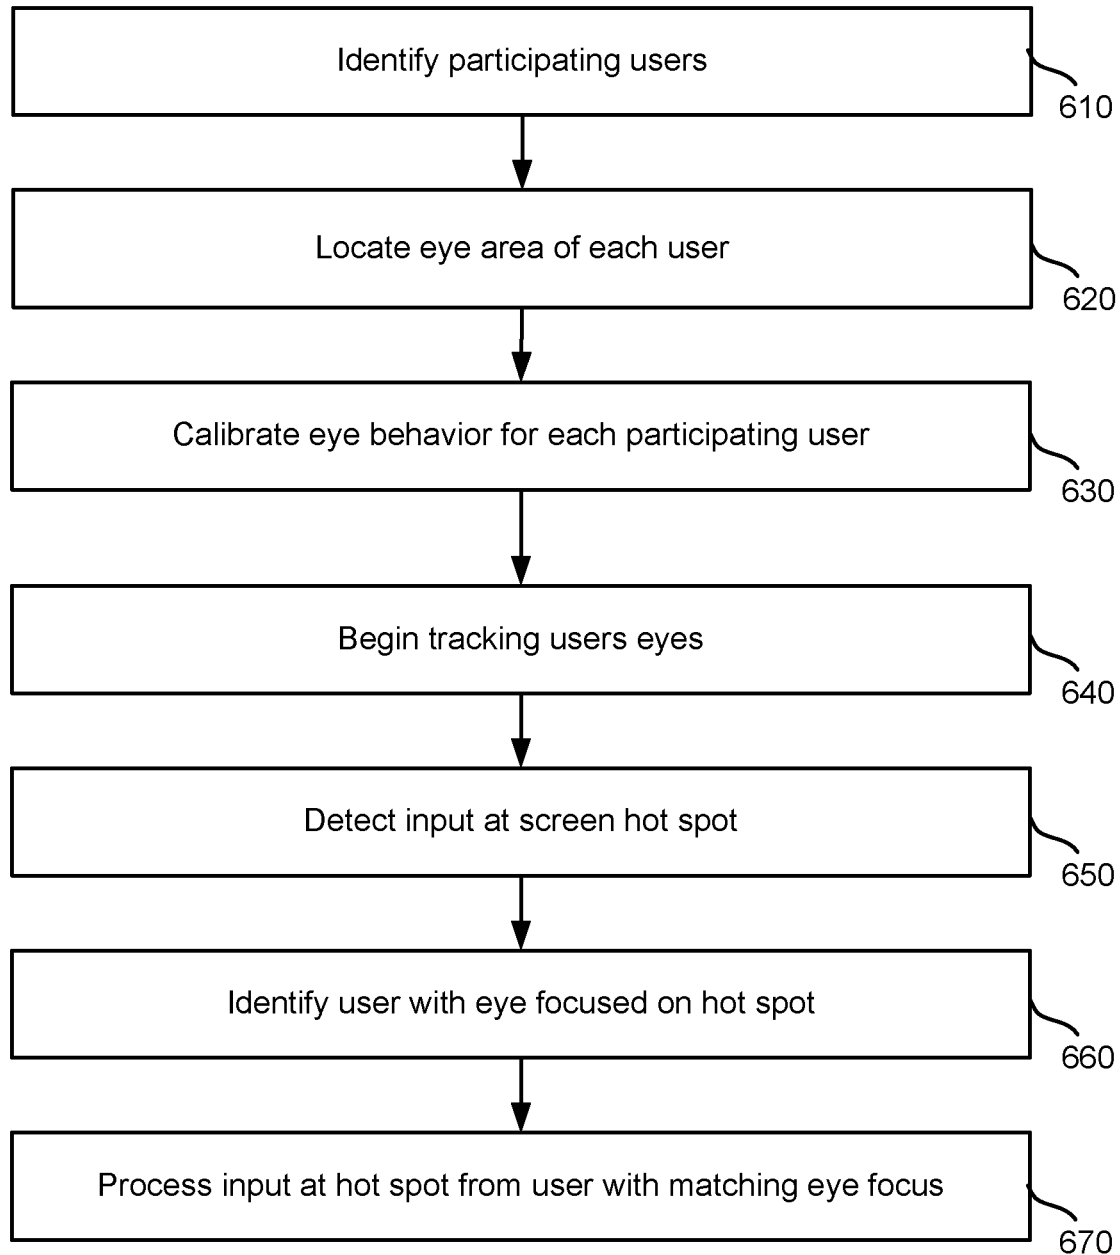 Identify participating users
610
Locate eye area of each user
620
Calibrate eye behavior for each participating user
630
Begin tracking users eyes
640
Detect input at screen hot spot
650
Identify user with eye focused on hot spot
660
Process input at hot spot from user with matching eye focus
670